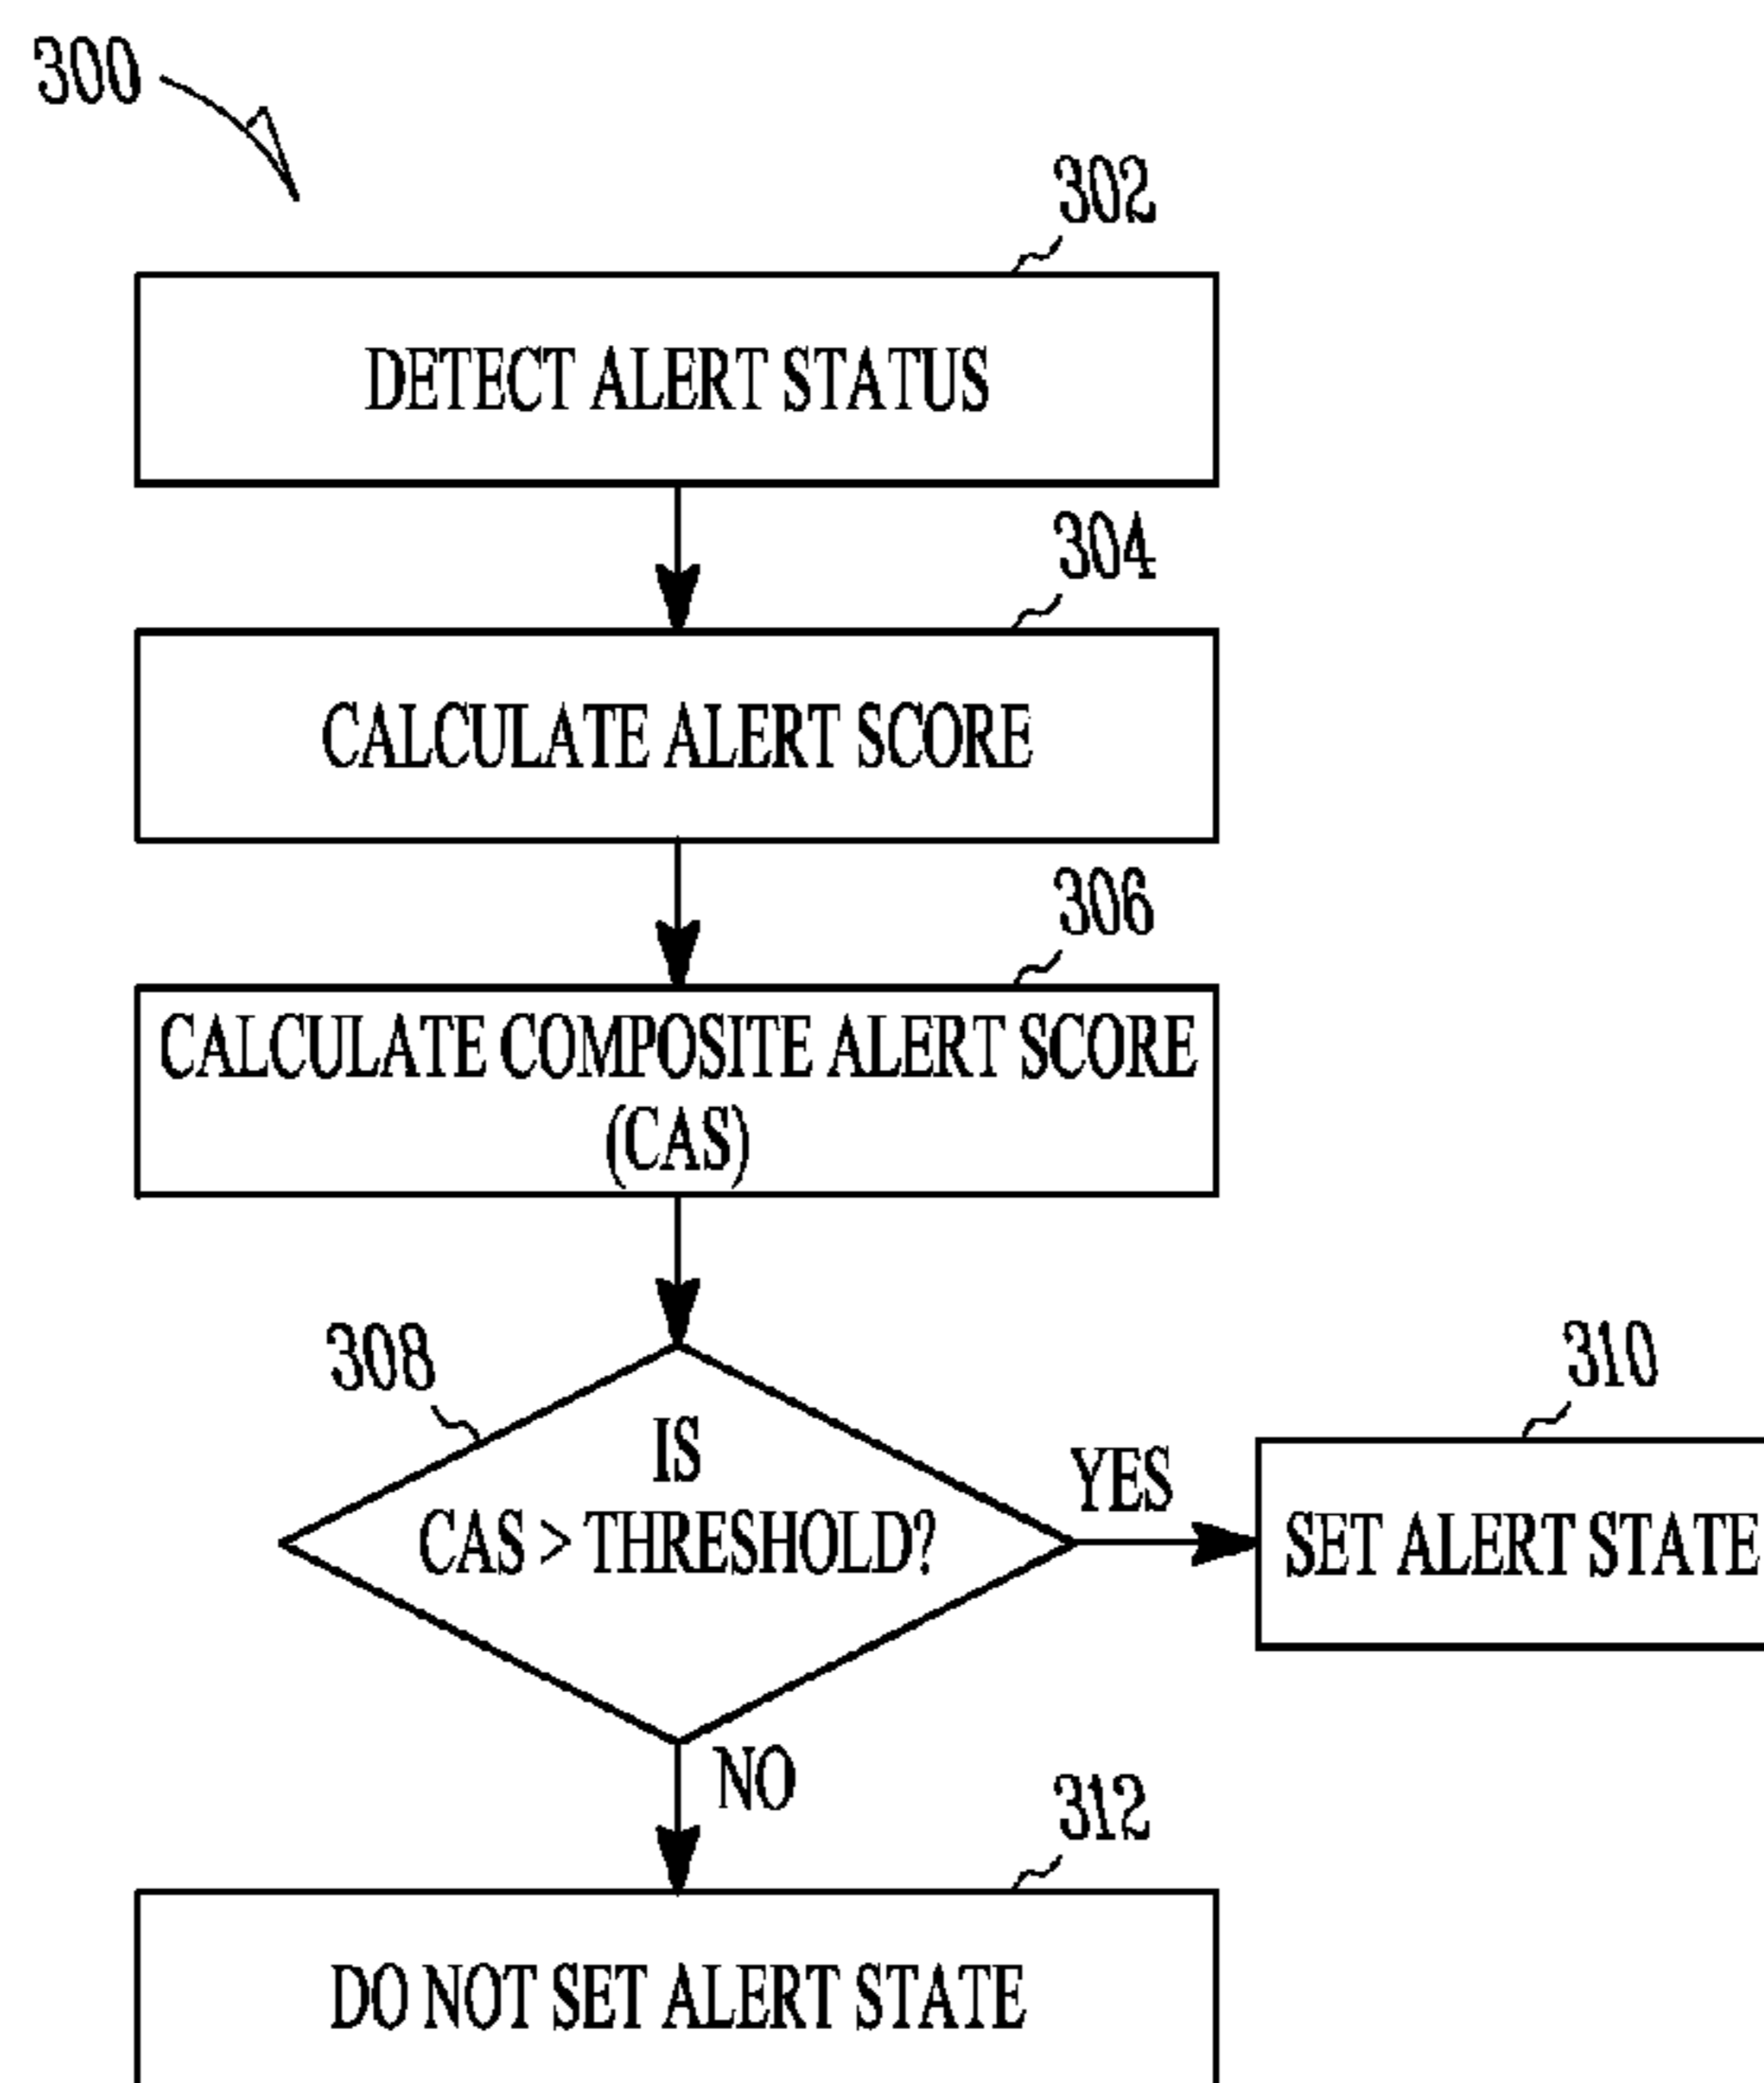 300
302
DETECT ALERT STATUS
304
CALCULATE ALERT SCORE
306
CALCULATE COMPOSITE ALERT SCORE
(CAS)
308
IS
CAS > THRESHOLD?
YES
310
SET ALERT STATE
NO
312
DO NOT SET ALERT STATE